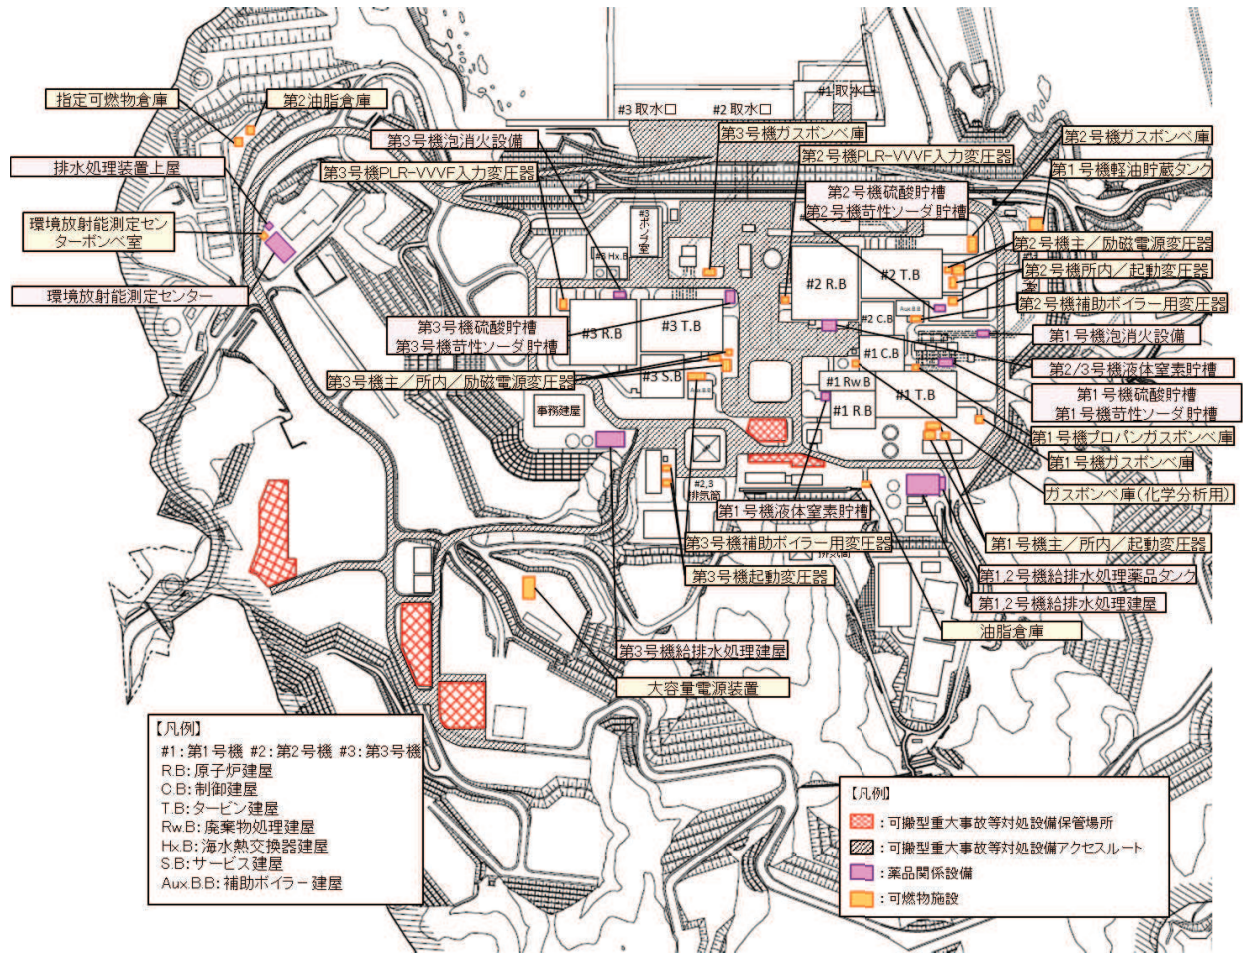 #1取水口
#3取水口
#2取水口
指定可燃物倉庫
第2油脂倉庫
第3号機泡消火設備
第3号機ガスボンベ庫
第2号機ガスボンベ庫
排水処理装置上屋
第3号機PLR-VVVF入力変圧器
第2号機PLR-VVVF入力変圧器
第1号機軽油貯蔵タンク
第2号機硫酸貯槽
第2号機苛性ソーダ貯槽
環境放射能測定セン
ターボンベ室
#3
ボイ
室
#3 Hx.B
第2号機主/励磁電源変圧器
第2号機所内/起動変圧器
#2 R.B
#2 T.B
環境放射能測定センター
第2号機補助ボイラー用変圧器
Aux.B.B
#2 C.B
第3号機硫酸貯槽
第3号機苛性ソーダ貯槽
#3 R.B
#3 T.B
第1号機泡消火設備
#1 C.B
第2/3号機液体窒素貯槽
第3号機主/所内/励磁電源変圧器
#3 S.B
Aux.B.B
#1 Rw.B
#1 T.B
第1号機硫酸貯槽
第1号機苛性ソーダ貯槽
事務建屋
#1 R.B
第1号機プロパンガスボンベ庫
第1号機ガスボンベ庫
#2,3
排気筒
ガスボンベ庫(化学分析用)
第1号機液体窒素貯槽
第3号機補助ボイラー用変圧器
第1号機主/所内/起動変圧器
排気筒
第3号機起動変圧器
第1,2号機給排水処理薬品タンク
第1,2号機給排水処理建屋
油脂倉庫
第3号機給排水処理建屋
大容量電源装置
【凡例】
#1:第1号機 #2:第2号機 #3:第3号機
R.B:原子炉建屋
C.B:制御建屋
T.B:タービン建屋
Rw.B:廃棄物処理建屋
Hx.B:海水熱交換器建屋
S.B:サービス建屋
Aux.B.B:補助ボイラー建屋
【凡例】
:可搬型重大事故等対処設備保管場所
:可搬型重大事故等対処設備アクセスルート
:薬品関係設備
:可燃物施設